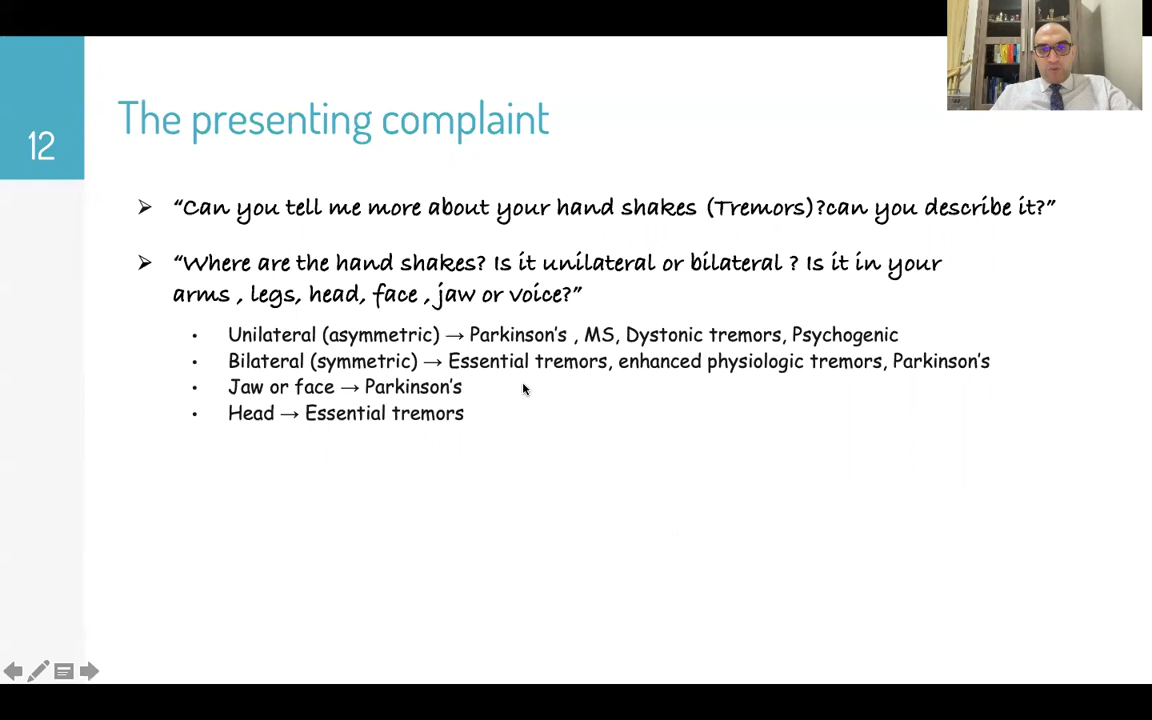 12
The presenting complaint
➢ “Can you tell me more about your hand shakes (Tremors)?can you describe it?”
➢ “Where are the hand shakes? Is it unilateral or bilateral ? Is it in your
arms , legs, head, face , jaw or voice?”
• Unilateral (asymmetric) → Parkinson’s , MS, Dystonic tremors, Psychogenic
• Bilateral (symmetric) → Essential tremors, enhanced physiologic tremors, Parkinson’s
• Jaw or face → Parkinson’s
• Head → Essential tremors